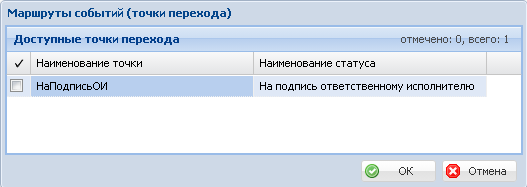 Маршруты событий (точки перехода)
Доступные точки перехода отмечено: 0, всего: 1
✓ Наименование точки Наименование статуса
НаПодписьОИ На подпись ответственному исполнителю
ОК Отмена